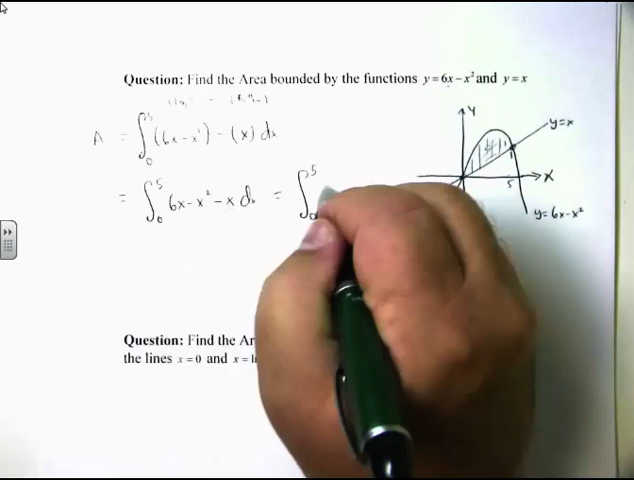 Question: Find the Area bounded by the functions y = 6x − x² and y = x
A = ∫₀⁵ (6x − x²) − (x) dx
= ∫₀⁵ 6x − x² − x dx = ∫₀⁵
y
y = x
x
5
y = 6x − x²
Question: Find the Ar
the lines x = 0 and x =